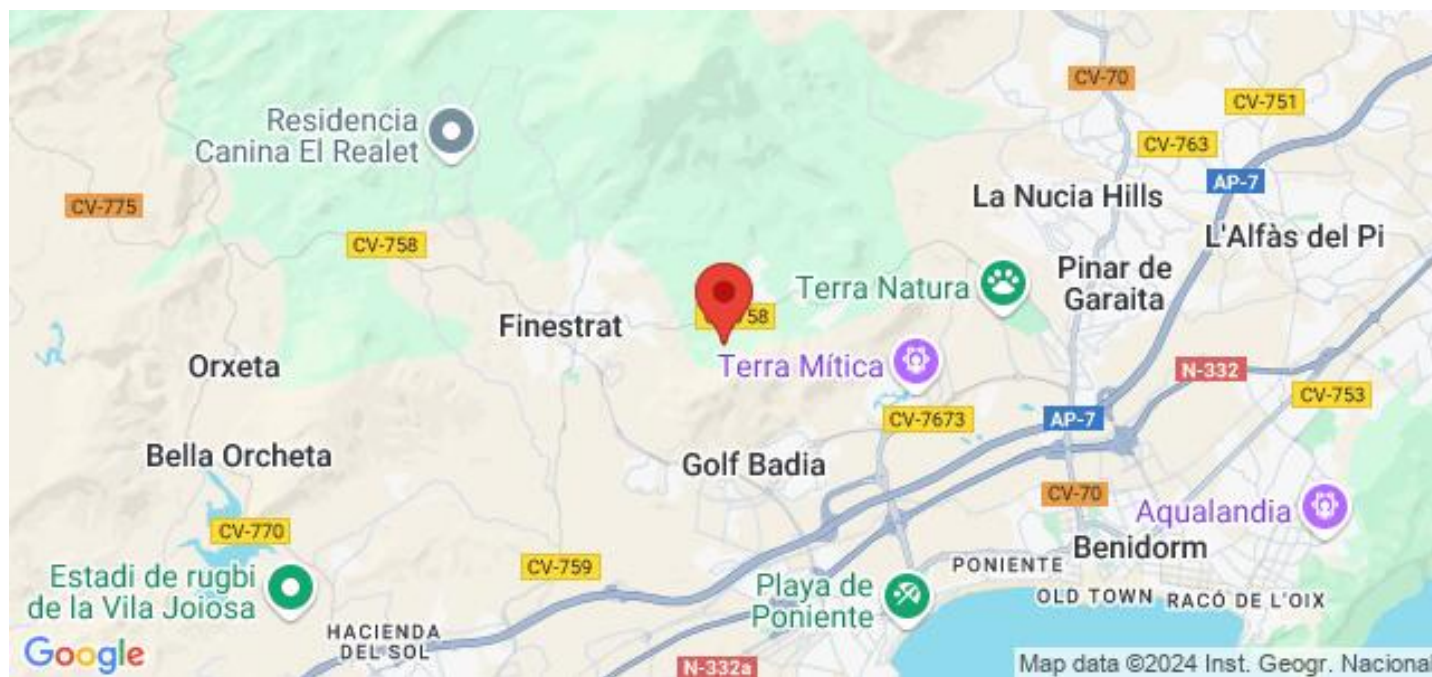 CV-70
CV-751
Residencia
Canina El Realet
CV-763
AP-7
La Nucia Hills
CV-775
L'Alfàs del Pi
CV-758
Pinar de
Garaita
Terra Natura
Finestrat
58
Orxeta
Terra Mítica
N-332
CV-753
CV-7673
AP-7
Bella Orcheta
Golf Badia
CV-70
Aqualandia
CV-770
Benidorm
CV-759
PONIENTE
Estadi de rugbi
de la Vila Joiosa
Playa de
Poniente
OLD TOWN
RACÓ DE L'OIX
HACIENDA
DEL SOL
Google
N-332a
Map data ©2024 Inst. Geogr. Nacional